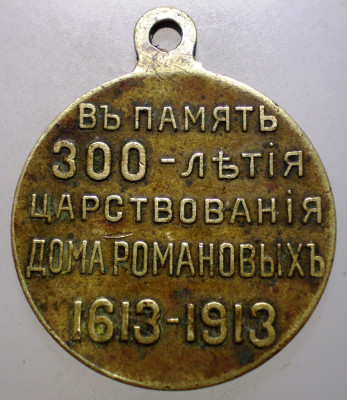 ВЪ ПАМЯТЬ
300-ЛѢТІЯ
ЦАРСТВОВАНІЯ
ДОМА РОМАНОВЫХЪ
1613-1913